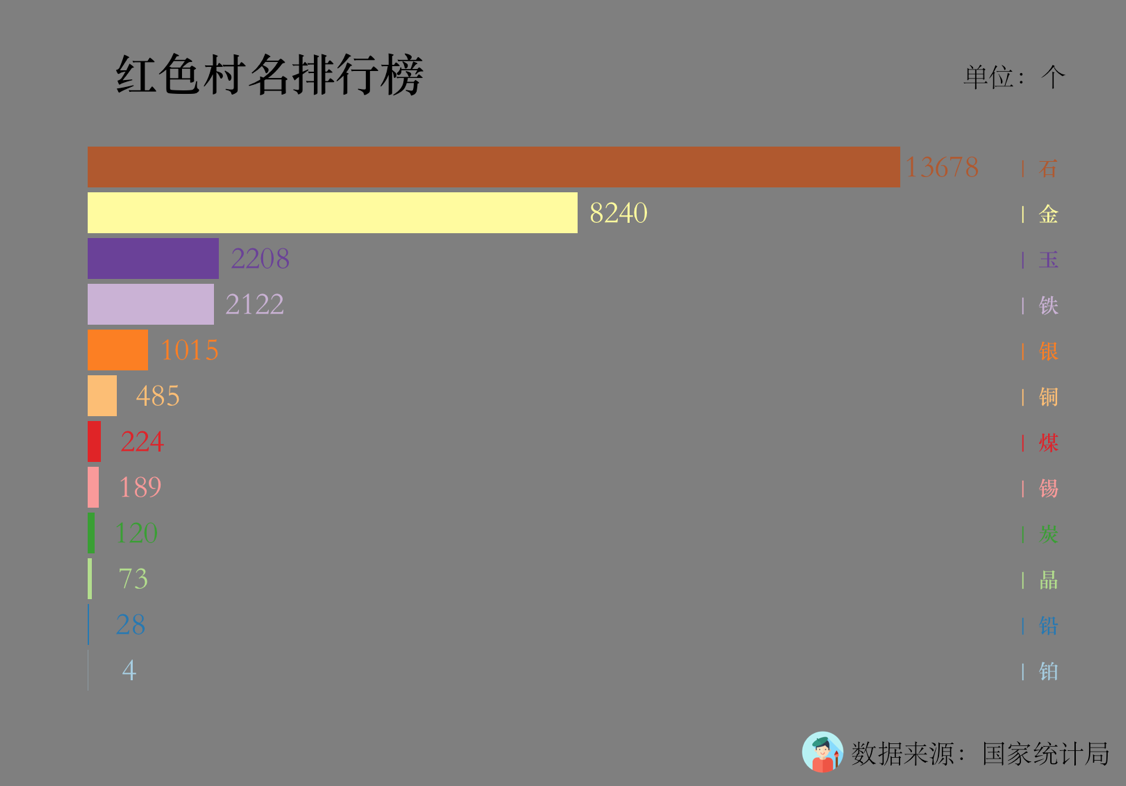 红色村名排行榜
单位：个
13678 | 石
8240 | 金
2208 | 玉
2122 | 铁
1015 | 银
485 | 铜
224 | 煤
189 | 锡
120 | 炭
73 | 晶
28 | 铅
4 | 铂
数据来源：国家统计局